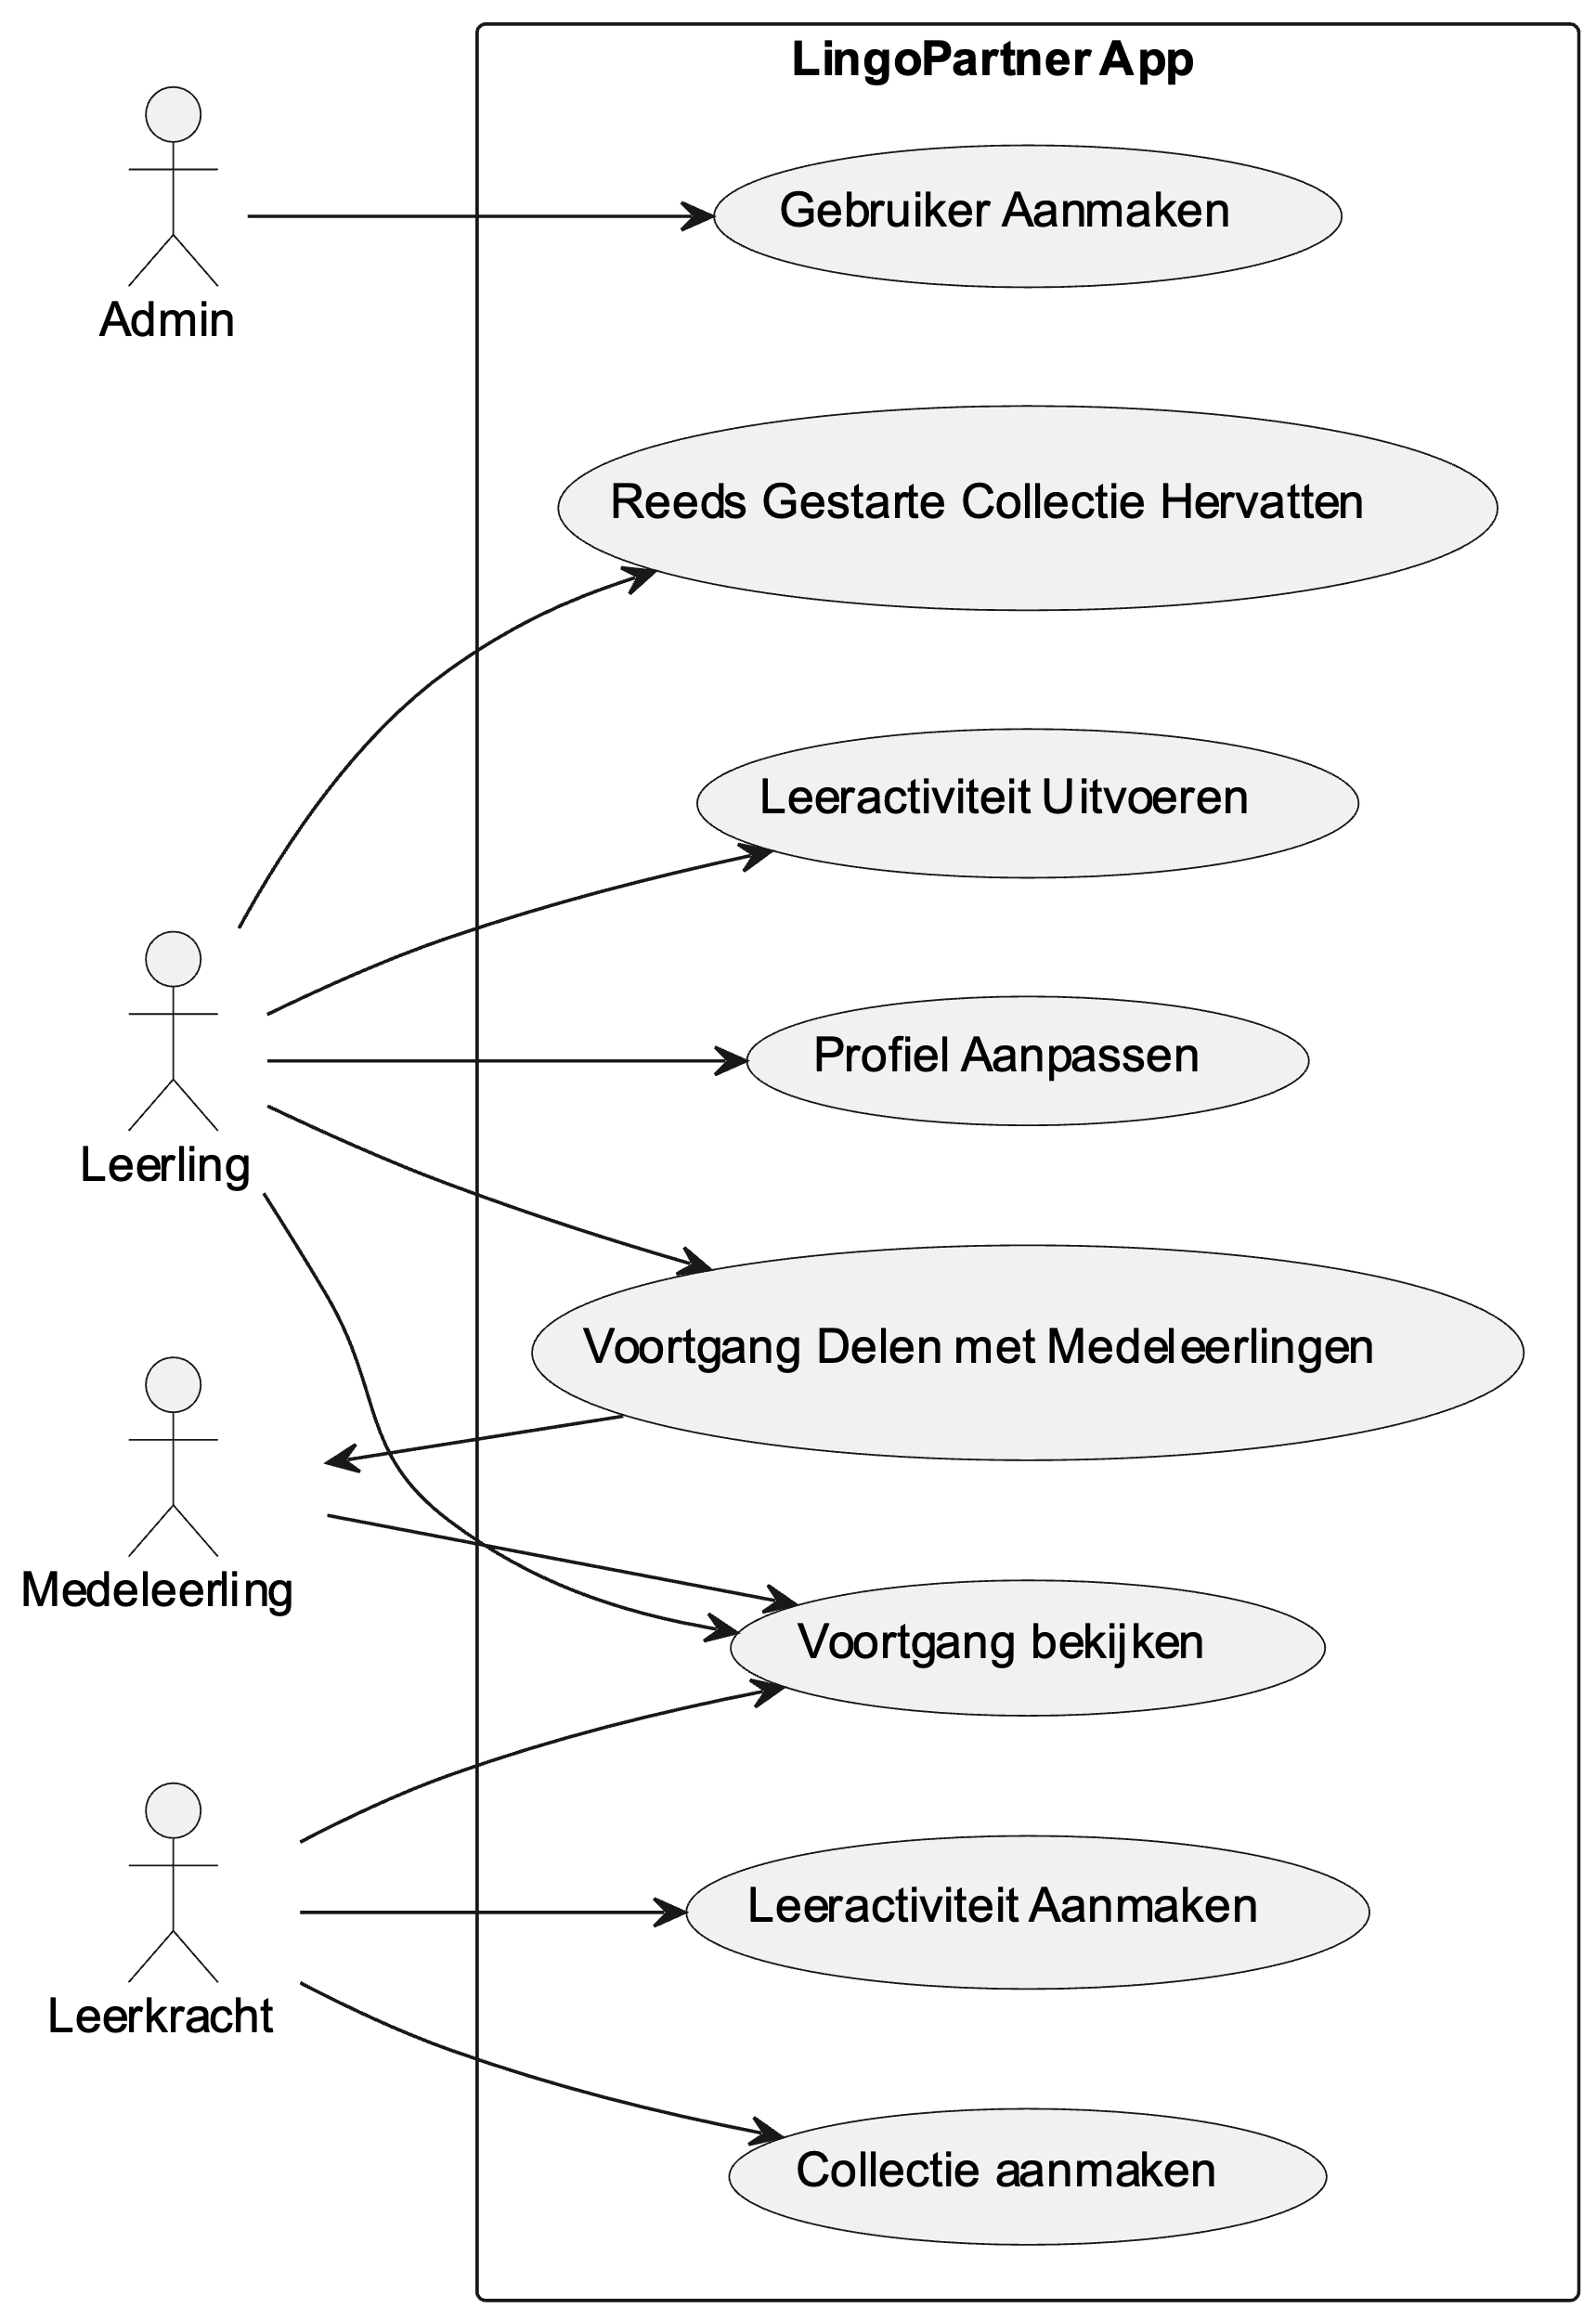 LingoPartner App
Gebruiker Aanmaken
Admin
Reeds Gestarte Collectie Hervatten
Leeractiviteit Uitvoeren
Profiel Aanpassen
Leerling
Voortgang Delen met Medeleerlingen
Medeleerling
Voortgang bekijken
Leeractiviteit Aanmaken
Leerkracht
Collectie aanmaken